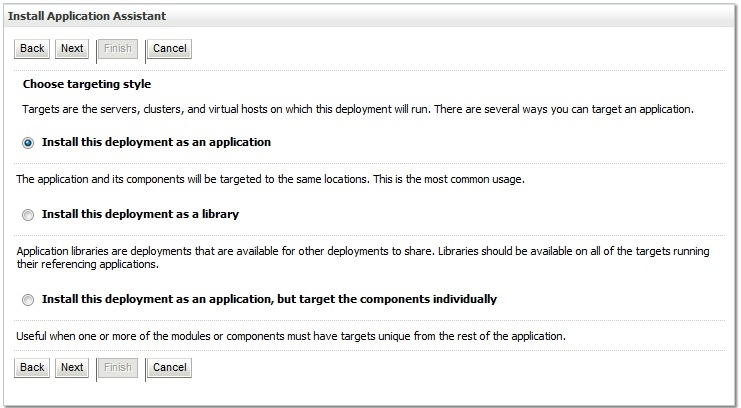 Install Application Assistant
Back Next Finish Cancel
Choose targeting style
Targets are the servers, clusters, and virtual hosts on which this deployment will run. There are several ways you can target an application.
Install this deployment as an application
The application and its components will be targeted to the same locations. This is the most common usage.
Install this deployment as a library
Application libraries are deployments that are available for other deployments to share. Libraries should be available on all of the targets running
their referencing applications.
Install this deployment as an application, but target the components individually
Useful when one or more of the modules or components must have targets unique from the rest of the application.
Back Next Finish Cancel